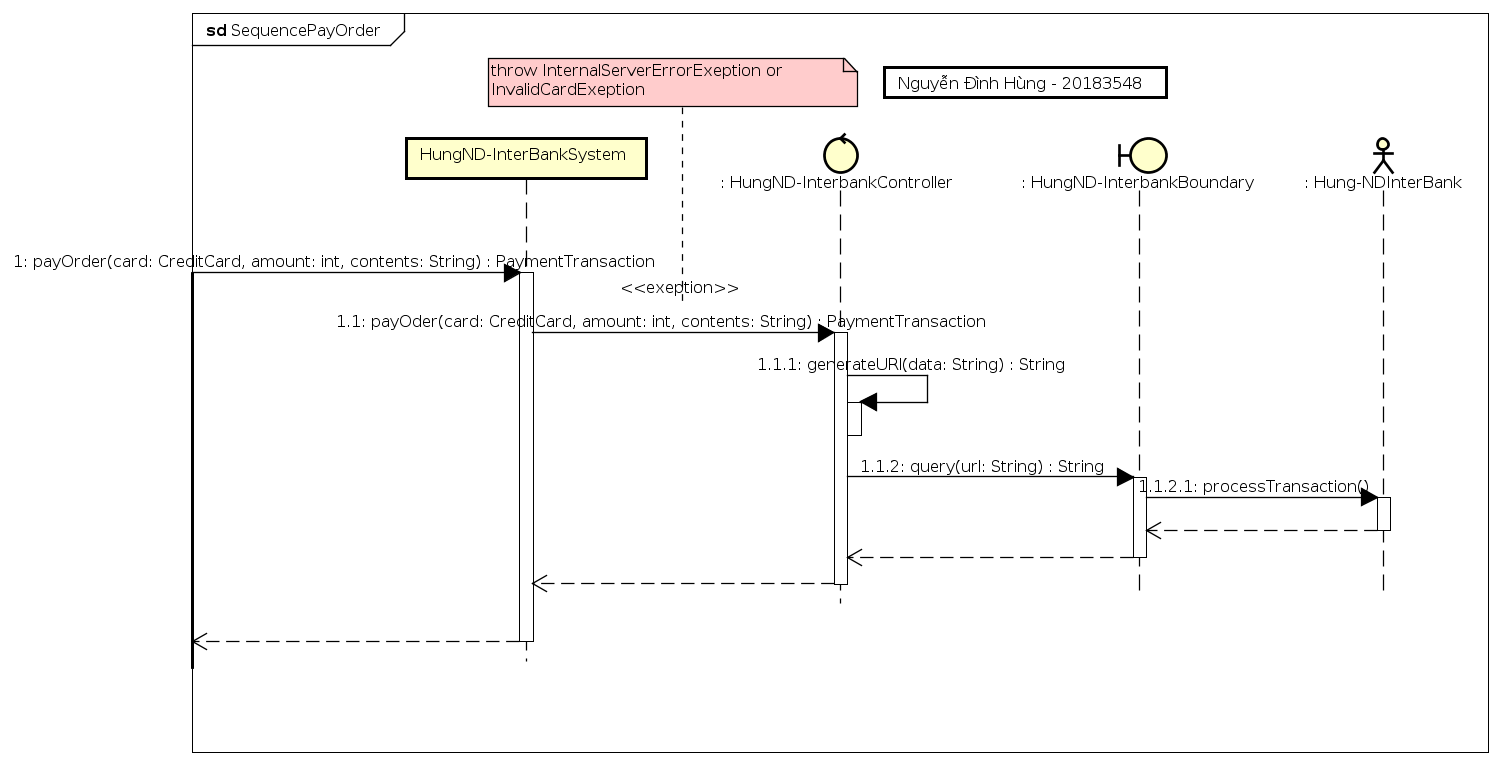 sd SequencePayOrder
throw InternalServerErrorExeption or
InvalidCardExeption
Nguyễn Đình Hùng - 20183548
HungND-InterBankSystem
: HungND-InterbankController
: HungND-InterbankBoundary
: Hung-NDInterBank
1: payOrder(card: CreditCard, amount: int, contents: String) : PaymentTransaction
<<exeption>>
1.1: payOder(card: CreditCard, amount: int, contents: String) : PaymentTransaction
1.1.1: generateURl(data: String) : String
1.1.2: query(url: String) : String
1.1.2.1: processTransaction()